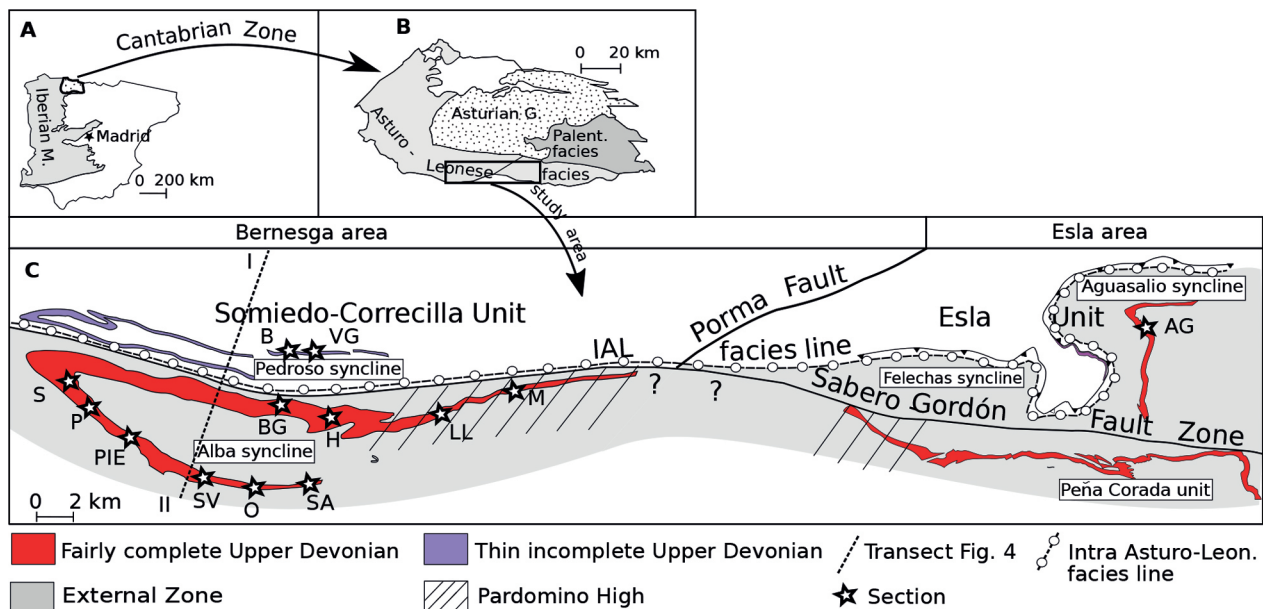 A
Cantabrian Zone
B
0 20 km
Iberian M.
Madrid
0 200 km
Asturian G.
Palent.
facies
Asturo -
Leonese
facies
study area
Bernesga area
Esla area
C
I
Somiedo-Correcilla Unit
Porma Fault
Esla
Unit
Aguasalio syncline
AG
B
VG
Pedroso syncline
IAL
facies line
Felechas syncline
? ?
Sabero Gordón
Fault Zone
S
P
PIE
BG
H
LL
M
Alba syncline
II
SV
O
SA
Peña Corada unit
0 2 km
Fairly complete Upper Devonian
Thin incomplete Upper Devonian
Transect Fig. 4
Intra Asturo-Leon.
facies line
External Zone
Pardomino High
Section